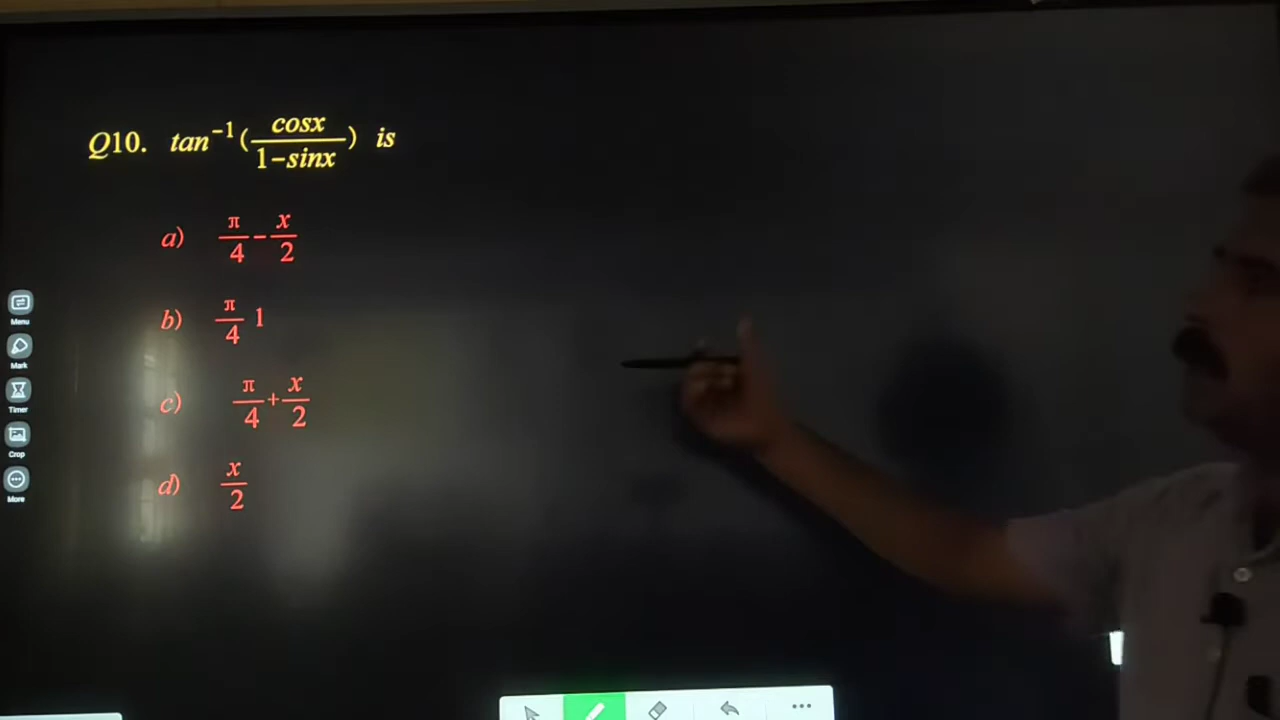 Q10. tan⁻¹(cosx/1−sinx) is
a) π/4 − x/2
b) π/4 1
c) π/4 + x/2
d) x/2
Menu
Mark
Timer
Crop
More